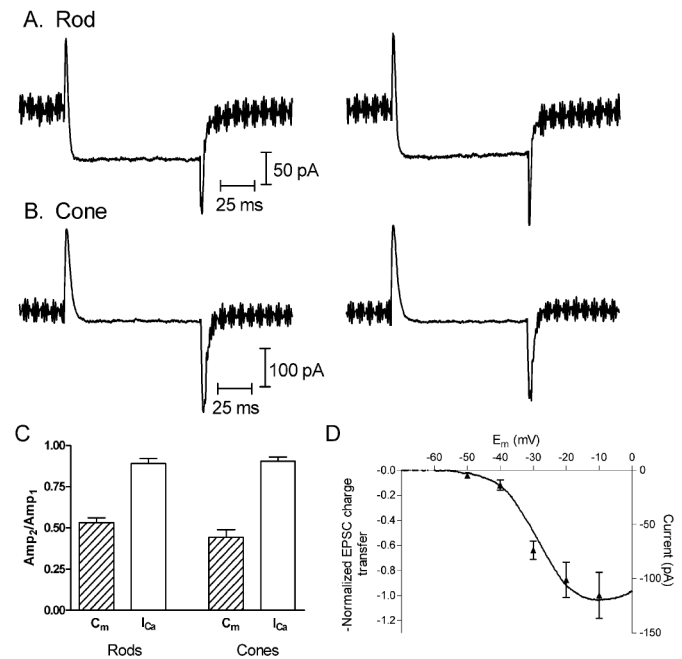 A. Rod
50 pA
25 ms
B. Cone
100 pA
25 ms
C
Amp2/Amp1
1.00
0.75
0.50
0.25
0.00
Cm ICa Cm ICa
Rods Cones
D
Em (mV)
-60 -50 -40 -30 -20 -10 0
-Normalized EPSC charge
transfer
-0.0
-0.2
-0.4
-0.6
-0.8
-1.0
-1.2
0
-50
-100
-150
Current
(pA)